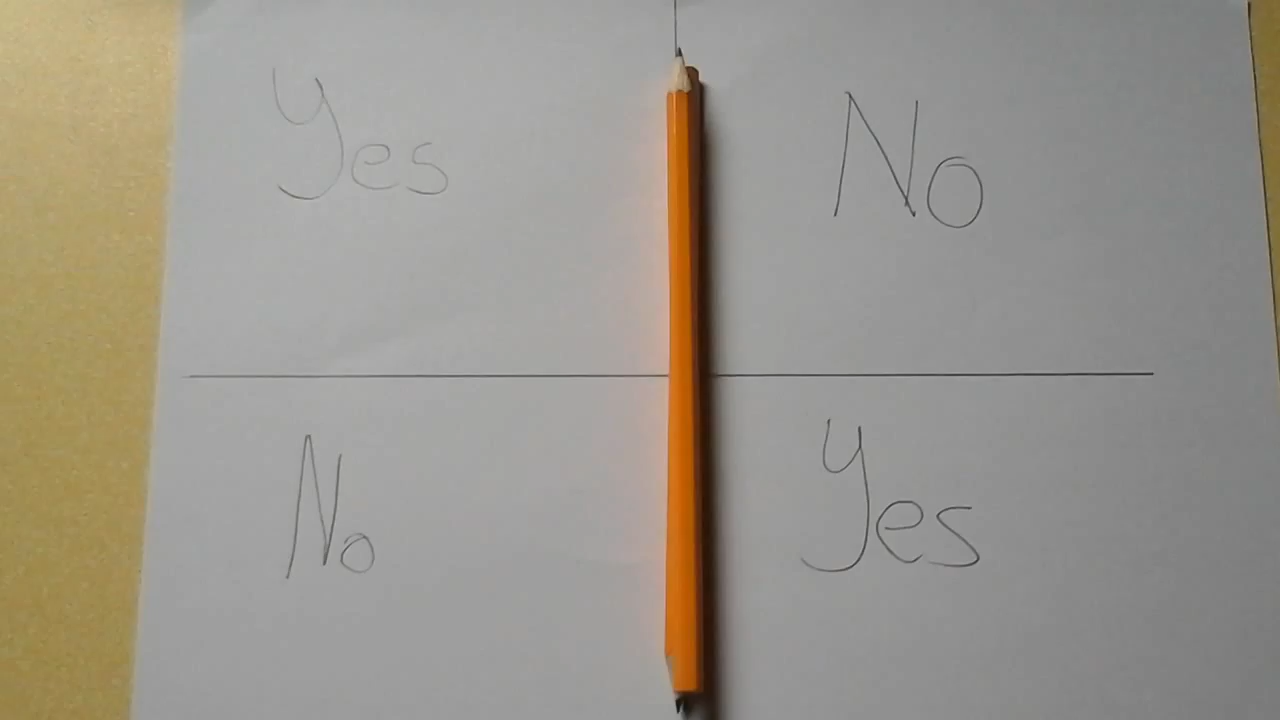 Yes No
No Yes